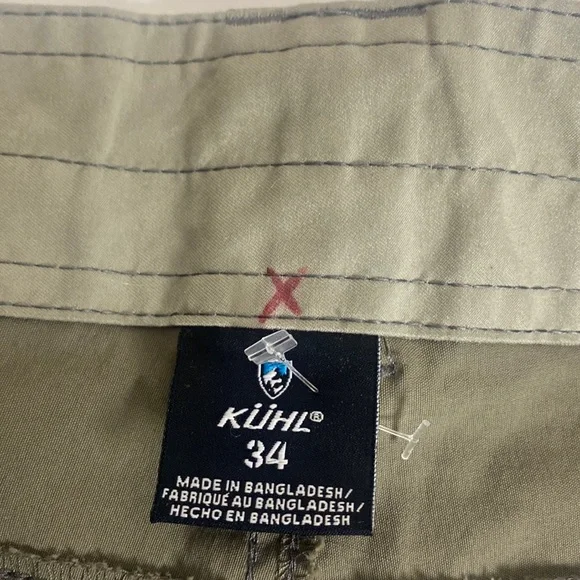 X
KÜHL®
34
MADE IN BANGLADESH/
FABRIQUÉ AU BANGLADESH/
HECHO EN BANGLADESH